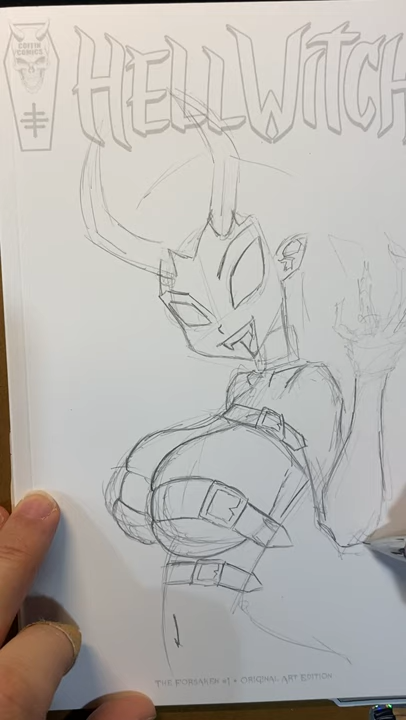 COFFIN
COMICS
HELLWITCH
THE FORSAKEN #1 • ORIGINAL ART EDITION